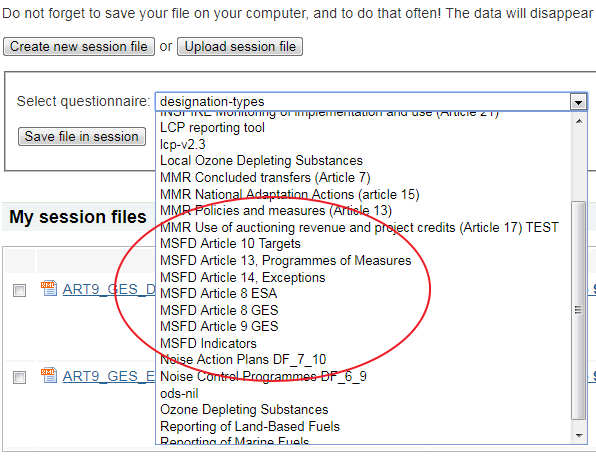 Do not forget to save your file on your computer, and to do that often! The data will disappear
Create new session file or Upload session file
Select questionnaire: designation-types
INSPIRE Monitoring of implementation and use (Article 21)
LCP reporting tool
Save file in session
lcp-v2.3
Local Ozone Depleting Substances
MMR Concluded transfers (Article 7)
MMR National Adaptation Actions (article 15)
My session files
MMR Policies and measures (Article 13)
MMR Use of auctioning revenue and project credits (Article 17) TEST
MSFD Article 10 Targets
MSFD Article 13, Programmes of Measures
MSFD Article 14, Exceptions
ART9_GES_D
MSFD Article 8 ESA
MSFD Article 8 GES
MSFD Article 9 GES
MSFD Indicators
Noise Action Plans DF_7_10
ART9_GES_E
Noise Control Programmes DF_6_9
ods-nil
Ozone Depleting Substances
Reporting of Land-Based Fuels
Reporting of Marine Fuels